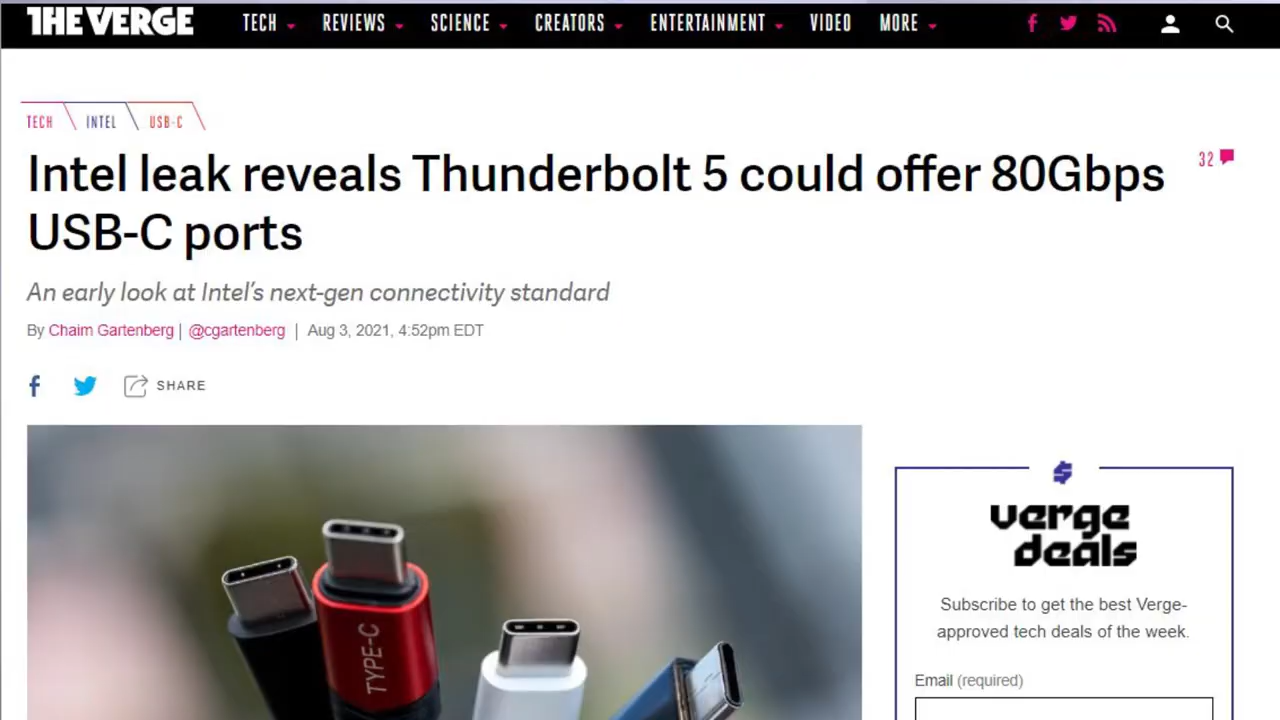 THE VERGE
TECH REVIEWS SCIENCE CREATORS ENTERTAINMENT VIDEO MORE
TECH INTEL USB-C
Intel leak reveals Thunderbolt 5 could offer 80Gbps
USB-C ports
32
An early look at Intel's next-gen connectivity standard
By Chaim Gartenberg | @cgartenberg | Aug 3, 2021, 4:52pm EDT
SHARE
TYPE-C
verge
deals
Subscribe to get the best Verge-
approved tech deals of the week.
Email (required)